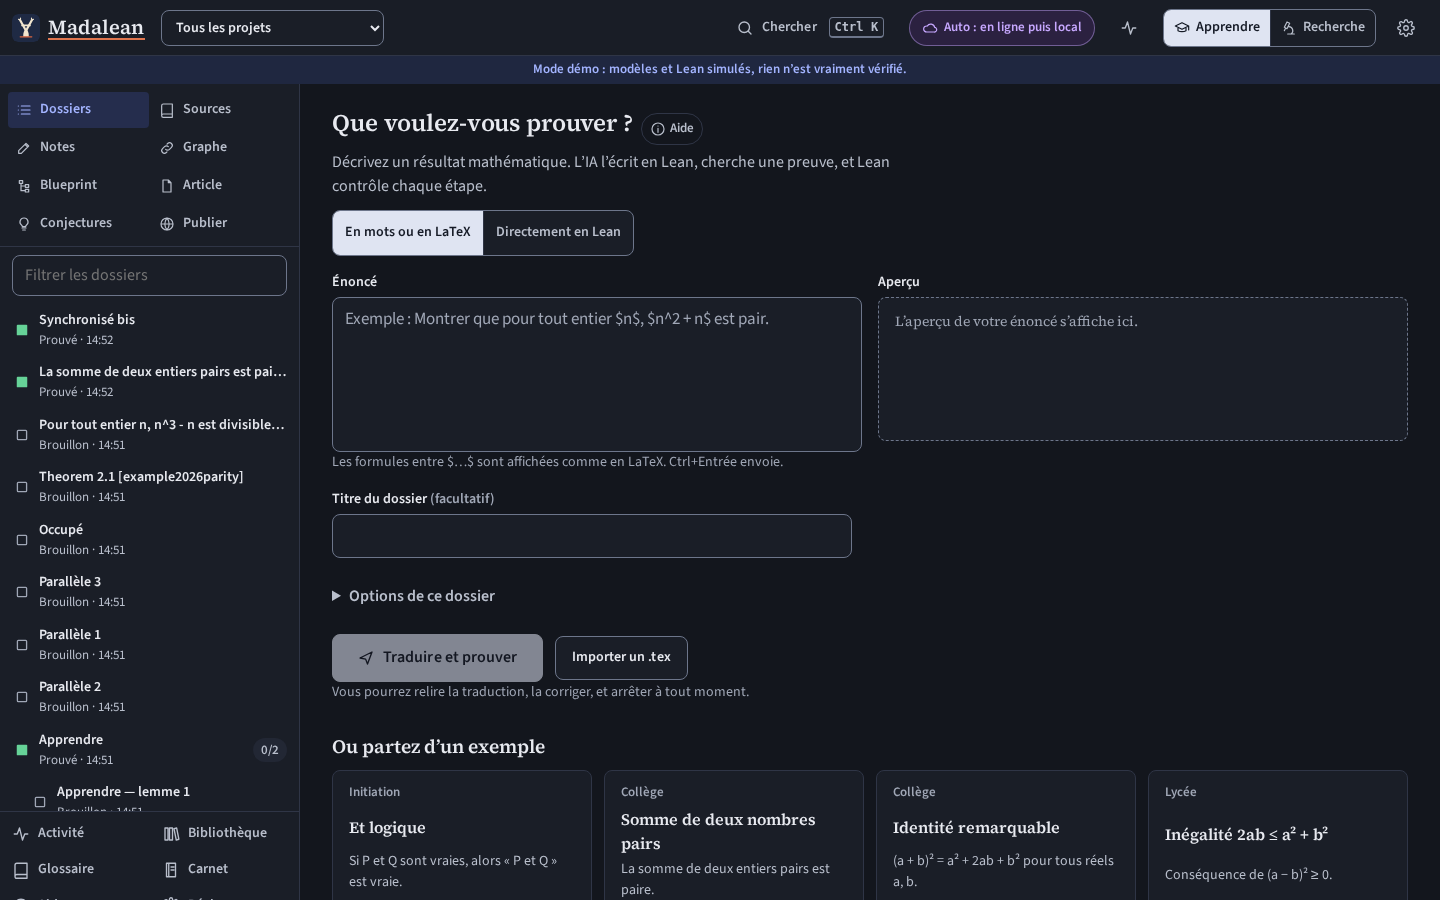 Madalean
Tous les projets
Chercher
Ctrl K
Auto : en ligne puis local
Apprendre
Recherche
Mode démo : modèles et Lean simulés, rien n’est vraiment vérifié.
Dossiers
Sources
Notes
Graphe
Blueprint
Article
Conjectures
Publier
Filtrer les dossiers
Synchronisé bis
Prouvé · 14:52
La somme de deux entiers pairs est pai…
Prouvé · 14:52
Pour tout entier n, n^3 - n est divisible…
Brouillon · 14:51
Theorem 2.1 [example2026parity]
Brouillon · 14:51
Occupé
Brouillon · 14:51
Parallèle 3
Brouillon · 14:51
Parallèle 1
Brouillon · 14:51
Parallèle 2
Brouillon · 14:51
Apprendre
0/2
Prouvé · 14:51
Apprendre — lemme 1
Brouillon · 14:51
Activité
Bibliothèque
Glossaire
Carnet
Que voulez-vous prouver ?
Aide
Décrivez un résultat mathématique. L’IA l’écrit en Lean, cherche une preuve, et Lean
contrôle chaque étape.
En mots ou en LaTeX
Directement en Lean
Énoncé
Exemple : Montrer que pour tout entier $n$, $n^2 + n$ est pair.
Les formules entre $…$ sont affichées comme en LaTeX. Ctrl+Entrée envoie.
Aperçu
L’aperçu de votre énoncé s’affiche ici.
Titre du dossier (facultatif)
Options de ce dossier
Traduire et prouver
Importer un .tex
Vous pourrez relire la traduction, la corriger, et arrêter à tout moment.
Ou partez d’un exemple
Initiation
Et logique
Si P et Q sont vraies, alors « P et Q »
est vraie.
Collège
Somme de deux nombres
pairs
La somme de deux entiers pairs est
paire.
Collège
Identité remarquable
(a + b)² = a² + 2ab + b² pour tous réels
a, b.
Lycée
Inégalité 2ab ≤ a² + b²
Conséquence de (a − b)² ≥ 0.